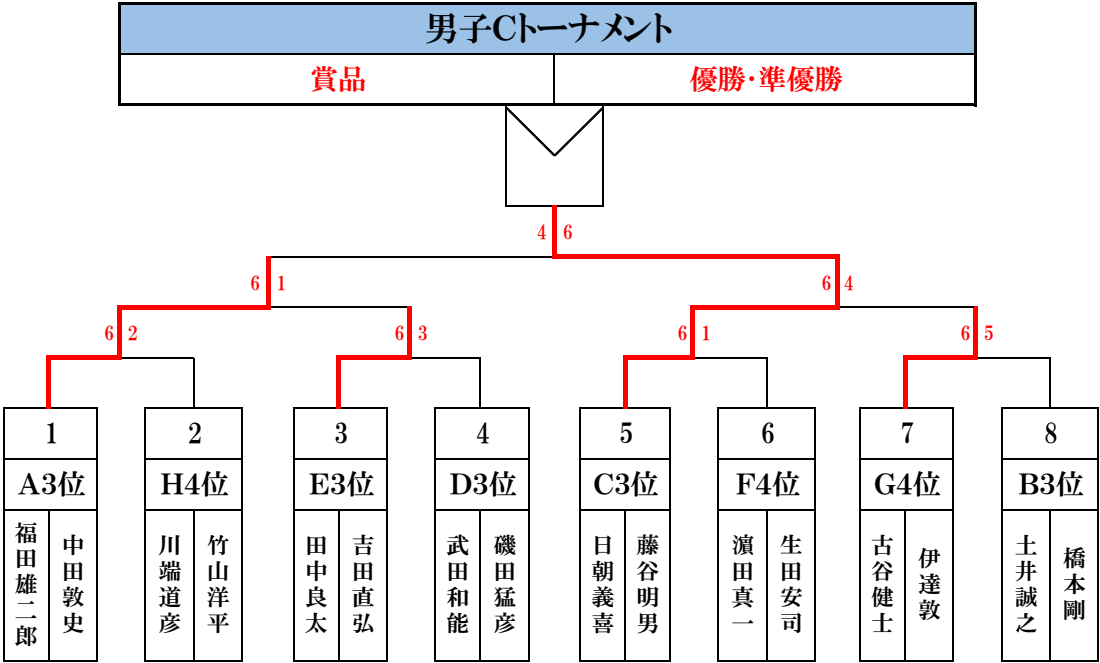 男子Cトーナメント
賞品 優勝・準優勝
4 6
6 1 6 4
6 2 6 3 6 1 6 5
1 2 3 4 5 6 7 8
A3位 H4位 E3位 D3位 C3位 F4位 G4位 B3位
福田雄二郎
中田敦史
川端道彦
竹山洋平
田中良太
吉田直弘
武田和能
磯田猛彦
日朝義喜
藤谷明男
濵田真一
生田安司
古谷健士
伊達敦
土井誠之
橋本剛